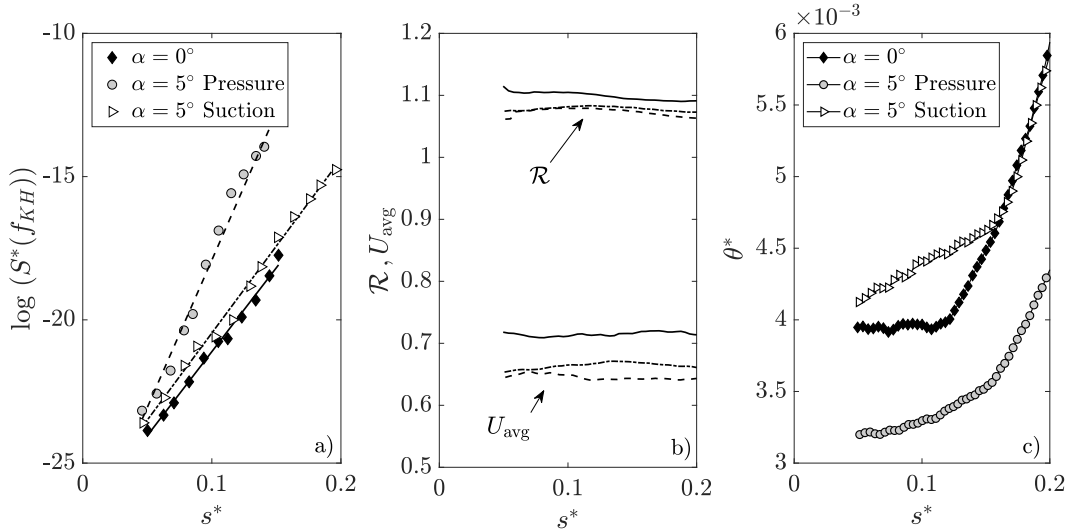 α = 0°
α = 5° Pressure
α = 5° Suction
-10
-15
-20
-25
log (S*(f_KH))
0
0.1
0.2
s*
a)
1.2
1.1
1
0.9
0.8
0.7
0.6
0.5
ℛ, U_avg
ℛ
U_avg
0
0.1
0.2
s*
b)
×10⁻³
α = 0°
α = 5° Pressure
α = 5° Suction
6
5.5
5
4.5
4
3.5
3
θ*
0
0.1
0.2
s*
c)